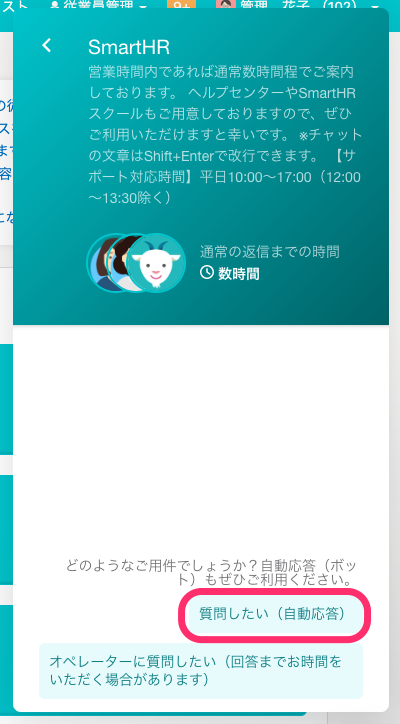 スト 従業員管理 9+ 管理 花子 (102)
SmartHR
営業時間内であれば通常数時間程でご案内
しております。 ヘルプセンターやSmartHR
スクールもご用意しておりますので、ぜひ
ご利用いただけますと幸いです。 ※チャット
の文章はShift+Enterで改行できます。 【サ
ポート対応時間】平日10:00〜17:00（12:00
〜13:30除く）
通常の返信までの時間
数時間
どのようなご用件でしょうか？自動応答（ボッ
ト）もぜひご利用ください。
質問したい（自動応答）
オペレーターに質問したい（回答までお時間を
いただく場合があります）